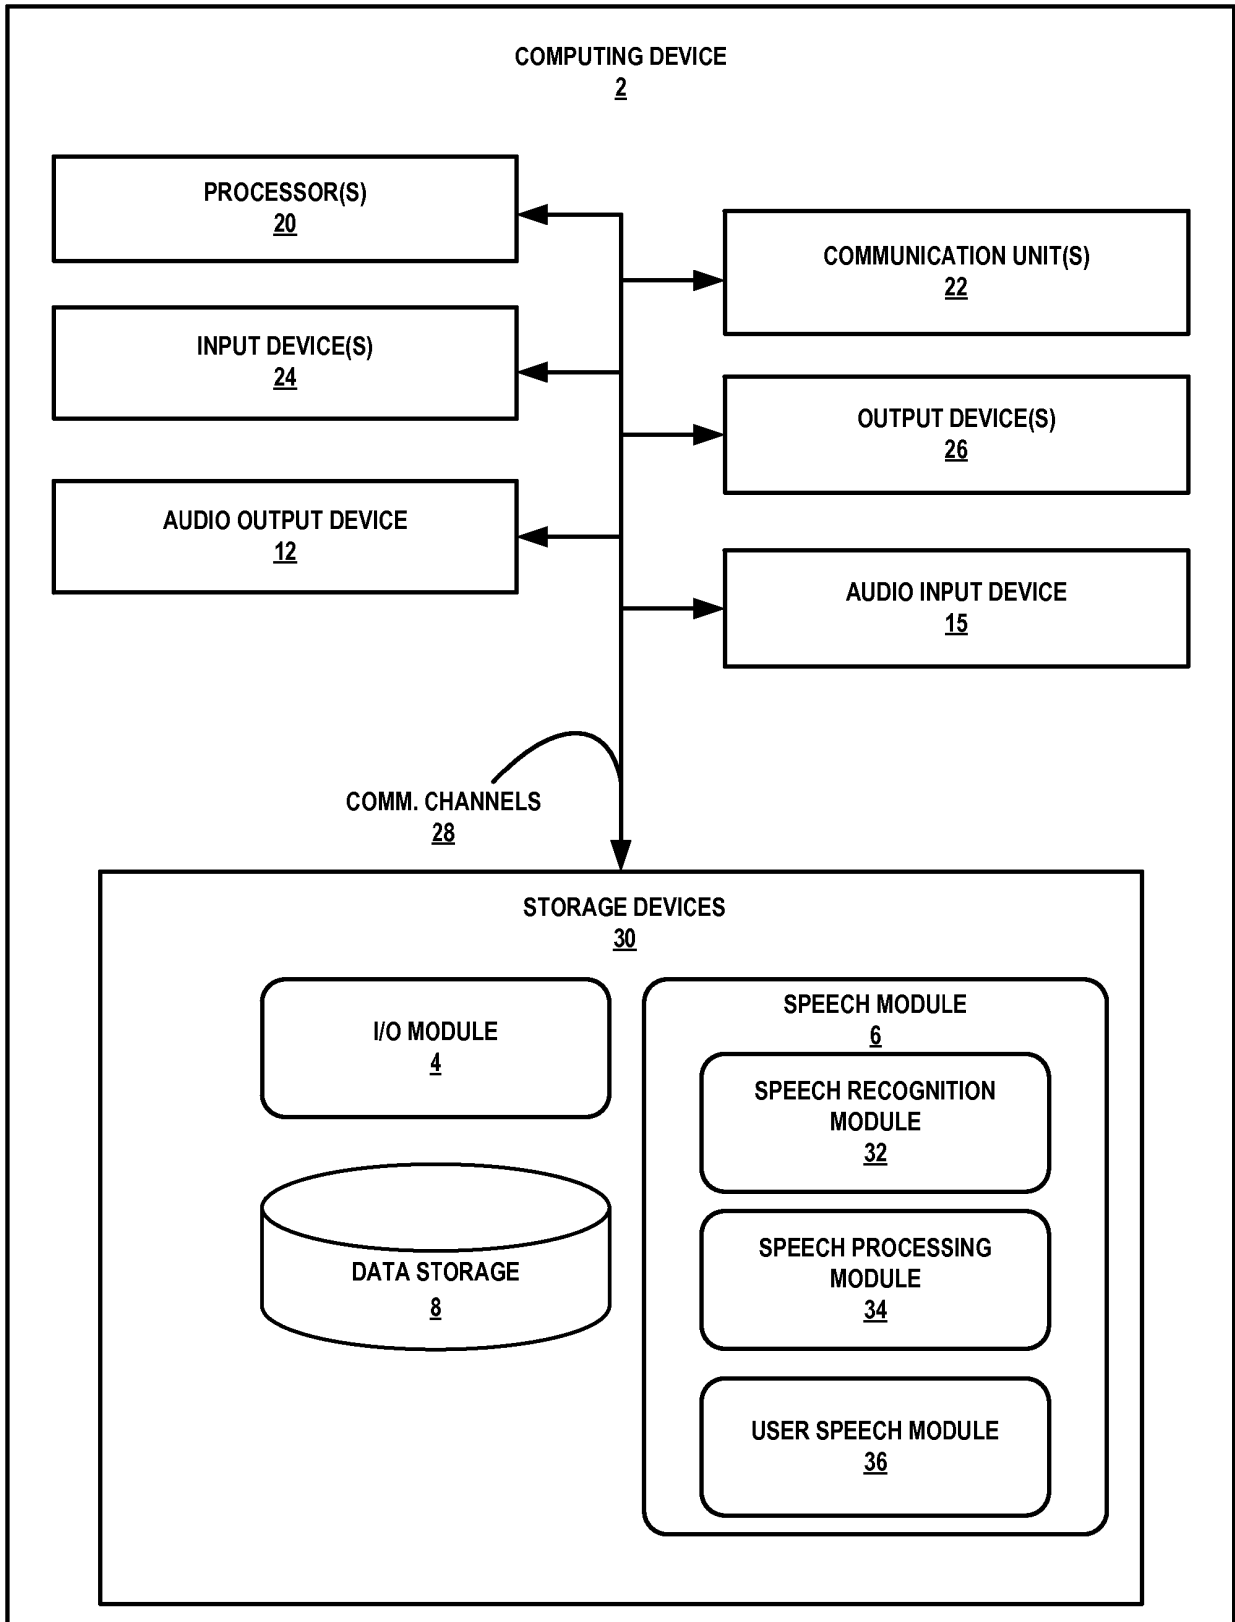 COMPUTING DEVICE
2
PROCESSOR(S)
20
COMMUNICATION UNIT(S)
22
INPUT DEVICE(S)
24
OUTPUT DEVICE(S)
26
AUDIO OUTPUT DEVICE
12
AUDIO INPUT DEVICE
15
COMM. CHANNELS
28
STORAGE DEVICES
30
I/O MODULE
4
DATA STORAGE
8
SPEECH MODULE
6
SPEECH RECOGNITION
MODULE
32
SPEECH PROCESSING
MODULE
34
USER SPEECH MODULE
36